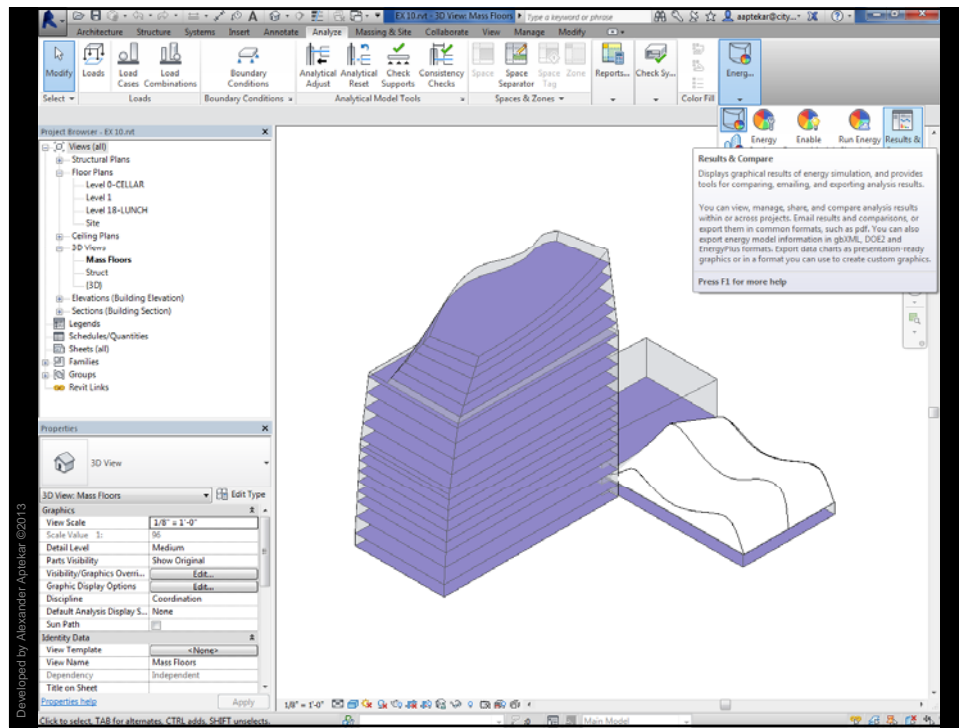 EX 10.rvt - 3D View: Mass Floors
Type a keyword or phrase
aaptekar@city...
Architecture Structure Systems Insert Annotate Analyze Massing & Site Collaborate View Manage Modify
Modify
Loads
Load Cases
Load Combinations
Boundary Conditions
Analytical Adjust
Analytical Reset
Check Supports
Consistency Checks
Space
Space Separator
Space Tag
Zone
Reports...
Check Sy...
Energ...
Select
Loads
Boundary Conditions
Analytical Model Tools
Spaces & Zones
Color Fill
Energy
Enable
Run Energy
Results &
Results & Compare
Displays graphical results of energy simulation, and provides
tools for comparing, emailing, and exporting analysis results.
You can view, manage, share, and compare analysis results
within or across projects. Email results and comparisons, or
export them in common formats, such as pdf. You can also
export energy model information in gbXML, DOE2 and
EnergyPlus formats. Export data charts as presentation-ready
graphics or in a format you can use to create custom graphics.
Press F1 for more help
Project Browser - EX 10.rvt
Views (all)
Structural Plans
Floor Plans
Level 0-CELLAR
Level 1
Level 18-LUNCH
Site
Ceiling Plans
3D Views
Mass Floors
Struct
{3D}
Elevations (Building Elevation)
Sections (Building Section)
Legends
Schedules/Quantities
Sheets (all)
Families
Groups
Revit Links
Properties
3D View
3D View: Mass Floors
Edit Type
Graphics
View Scale 1/8" = 1'-0"
Scale Value 1: 96
Detail Level Medium
Parts Visibility Show Original
Visibility/Graphics Overri... Edit...
Graphic Display Options Edit...
Discipline Coordination
Default Analysis Display S... None
Sun Path
Identity Data
View Template <None>
View Name Mass Floors
Dependency Independent
Title on Sheet
Properties help
Apply
1/8" = 1'-0"
Click to select, TAB for alternates, CTRL adds, SHIFT unselects.
Main Model
Developed by Alexander Aptekar ©2013